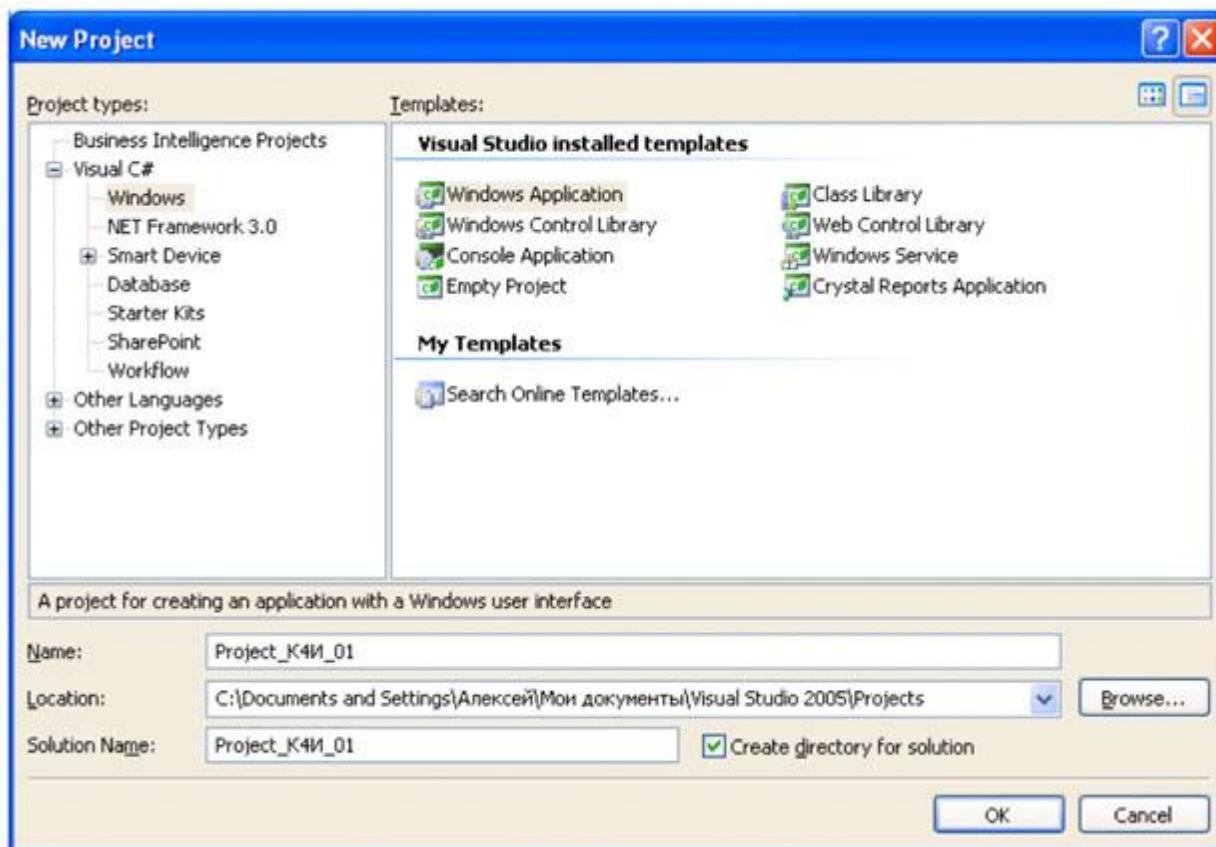 New Project
Project types:
Templates:
Business Intelligence Projects
Visual C#
Windows
NET Framework 3.0
Smart Device
Database
Starter Kits
SharePoint
Workflow
Other Languages
Other Project Types
Visual Studio installed templates
Windows Application
Class Library
Windows Control Library
Web Control Library
Console Application
Windows Service
Empty Project
Crystal Reports Application
My Templates
Search Online Templates...
A project for creating an application with a Windows user interface
Name:
Project_К4И_01
Location:
C:\Documents and Settings\Алексей\Мои документы\Visual Studio 2005\Projects
Browse...
Solution Name:
Project_К4И_01
Create directory for solution
OK
Cancel